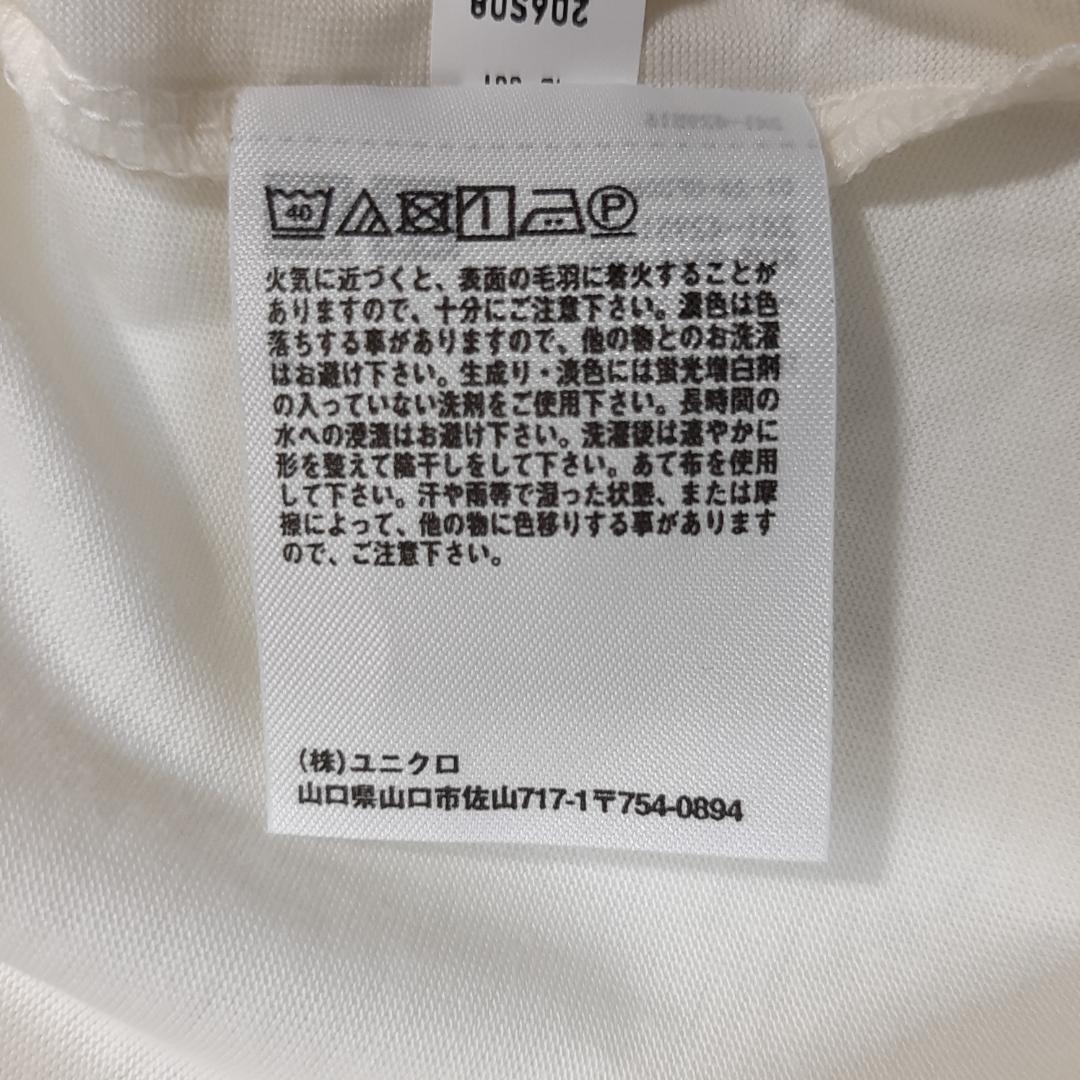 206S08
40 P
火気に近づくと、表面の毛羽に着火することが
ありますので、十分にご注意下さい。濃色は色
落ちする事がありますので、他の物とのお洗濯
はお避け下さい。生成り・淡色には蛍光増白剤
の入っていない洗剤をご使用下さい。長時間の
水への浸漬はお避け下さい。洗濯後は速やかに
形を整えて陰干しをして下さい。あて布を使用
して下さい。汗や雨等で湿った状態、または摩
擦によって、他の物に色移りする事があります
ので、ご注意下さい。
(株)ユニクロ
山口県山口市佐山717-1〒754-0894